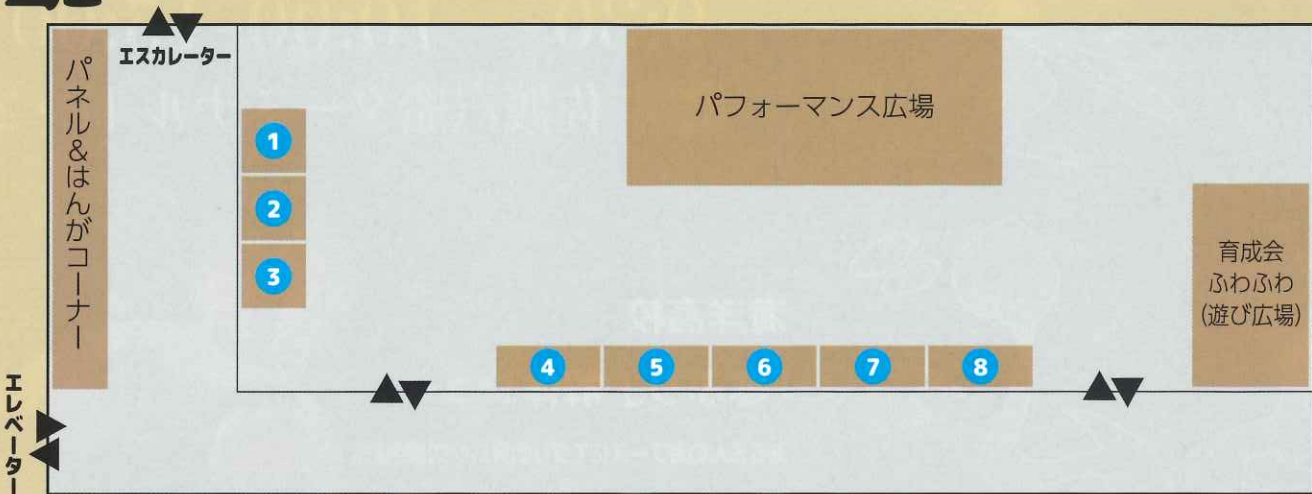 エスカレーター
パネル&はんがコーナー
パフォーマンス広場
1
2
3
育成会
ふわふわ
(遊び広場)
4
5
6
7
8
エレベーター